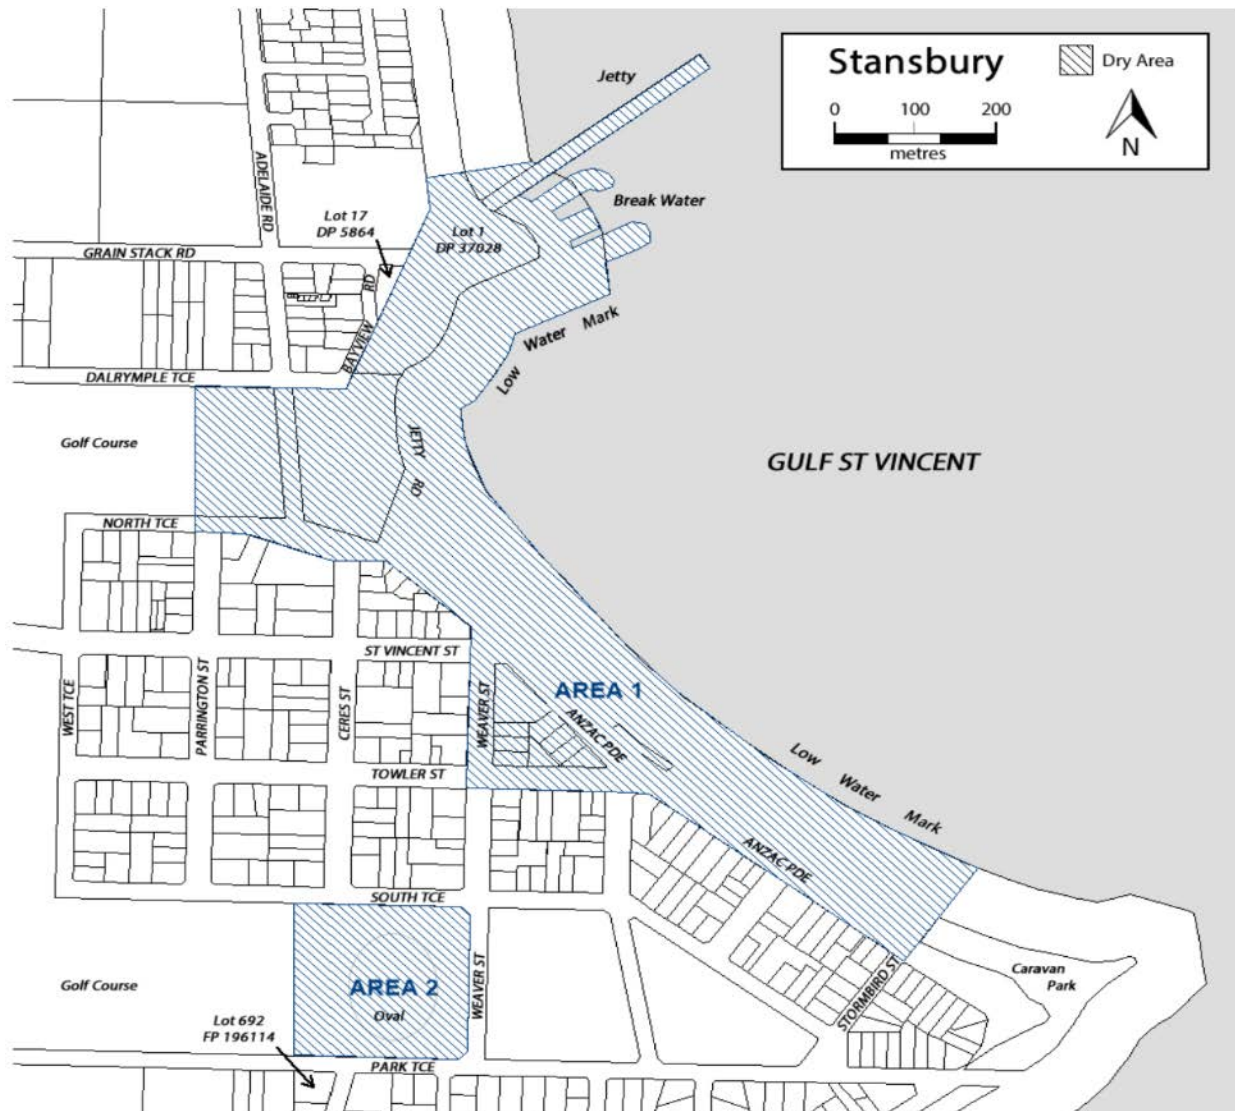 Stansbury
Dry Area
0 100 200
metres
N
Jetty
Break Water
ADELAIDE RD
Lot 17
DP 5864
Lot 1
DP 37028
GRAIN STACK RD
BAYVIEW RD
Low Water Mark
DALRYMPLE TCE
Golf Course
JETTY RD
GULF ST VINCENT
NORTH TCE
ST VINCENT ST
WEST TCE
PARRINGTON ST
CERES ST
WEAVER ST
AREA 1
ANZAC PDE
TOWLER ST
Low Water Mark
ANZAC PDE
SOUTH TCE
Golf Course
AREA 2
Oval
WEAVER ST
STORMBIRD ST
Caravan
Park
Lot 692
FP 196114
PARK TCE